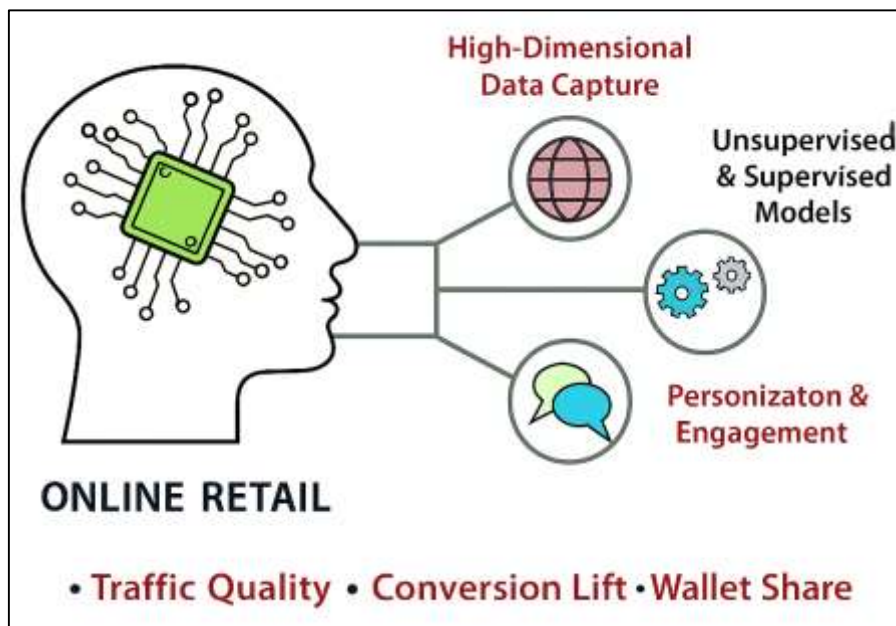 High-Dimensional
Data Capture
Unsupervised
& Supervised
Models
Personizaton &
Engagement
ONLINE RETAIL
• Traffic Quality • Conversion Lift • Wallet Share